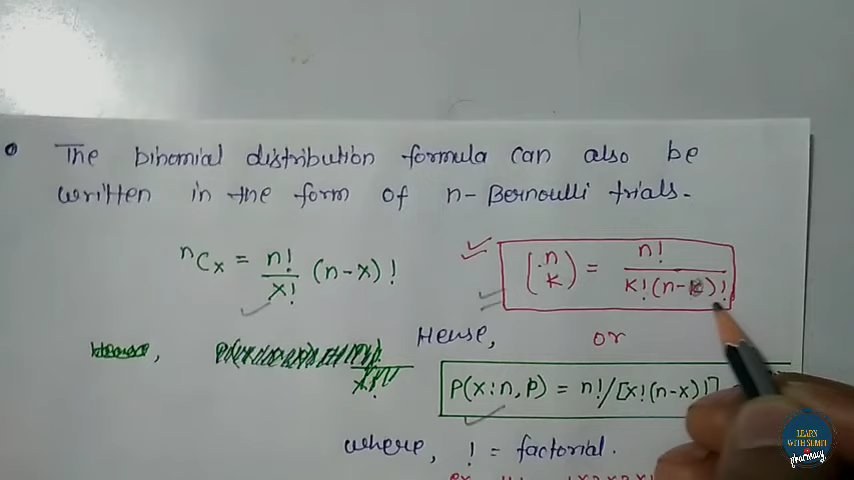 The binomial distribution formula can also be
written in the form of n-Bernoulli trials.
ⁿCₓ = n!/x! (n-x)!
(n k) = n!/k!(n-k)!
Hense, or
P(x:n,p) = n!/[x!(n-x)!]
where, ! = factorial.
LEARN
WITH SUMIT
pharmacy